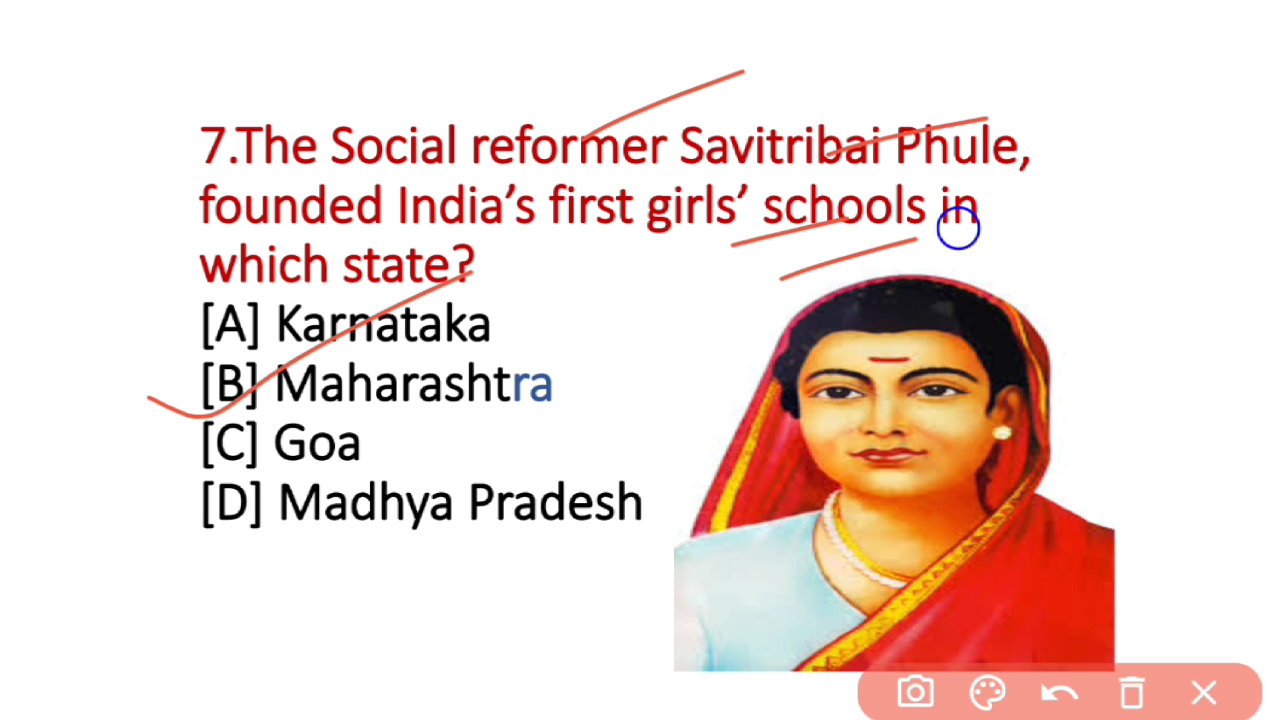 7.The Social reformer Savitribai Phule,
founded India’s first girls’ schools in
which state?
[A] Karnataka
[B] Maharashtra
[C] Goa
[D] Madhya Pradesh